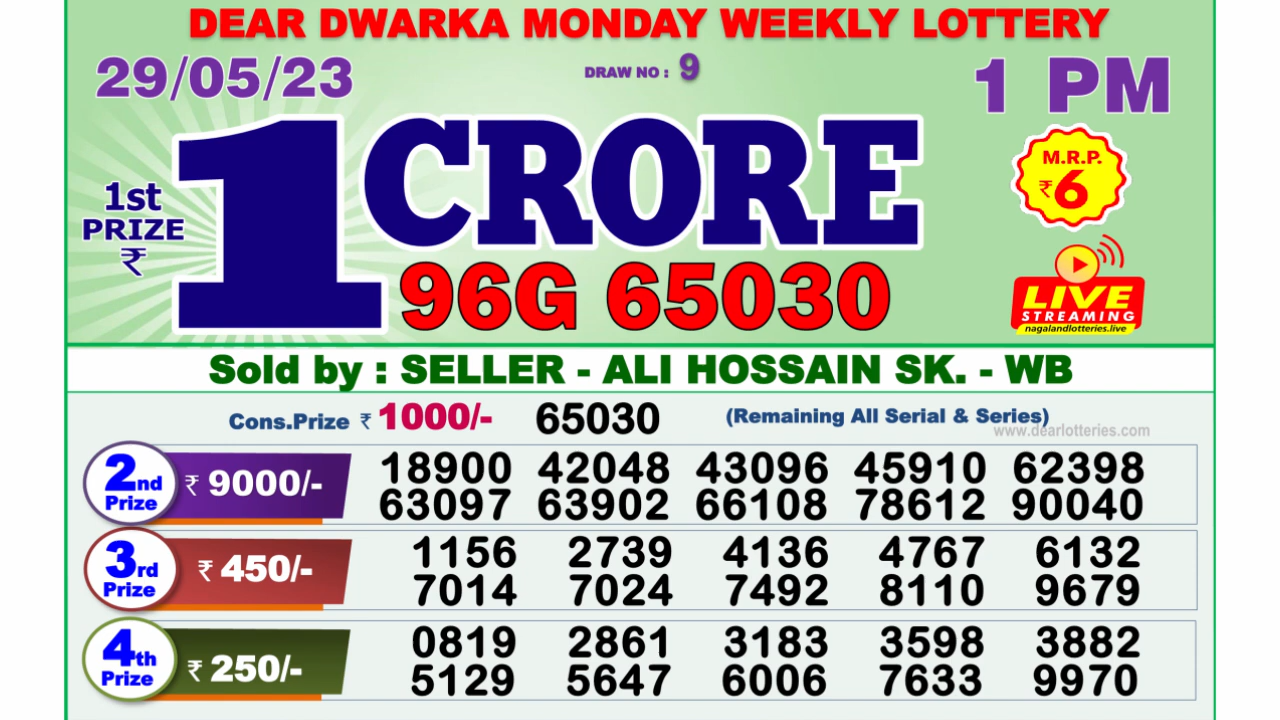 DEAR DWARKA MONDAY WEEKLY LOTTERY
29/05/23
DRAW NO : 9
1 PM
1st
PRIZE
₹
1 CRORE
96G 65030
M.R.P.
₹6
LIVE
STREAMING
nagalandlotteries.live
Sold by : SELLER - ALI HOSSAIN SK. - WB
Cons.Prize ₹ 1000/- 65030 (Remaining All Serial & Series)
www.dearlotteries.com
2nd Prize ₹ 9000/-
18900 42048 43096 45910 62398
63097 63902 66108 78612 90040
3rd Prize ₹ 450/-
1156 2739 4136 4767 6132
7014 7024 7492 8110 9679
4th Prize ₹ 250/-
0819 2861 3183 3598 3882
5129 5647 6006 7633 9970